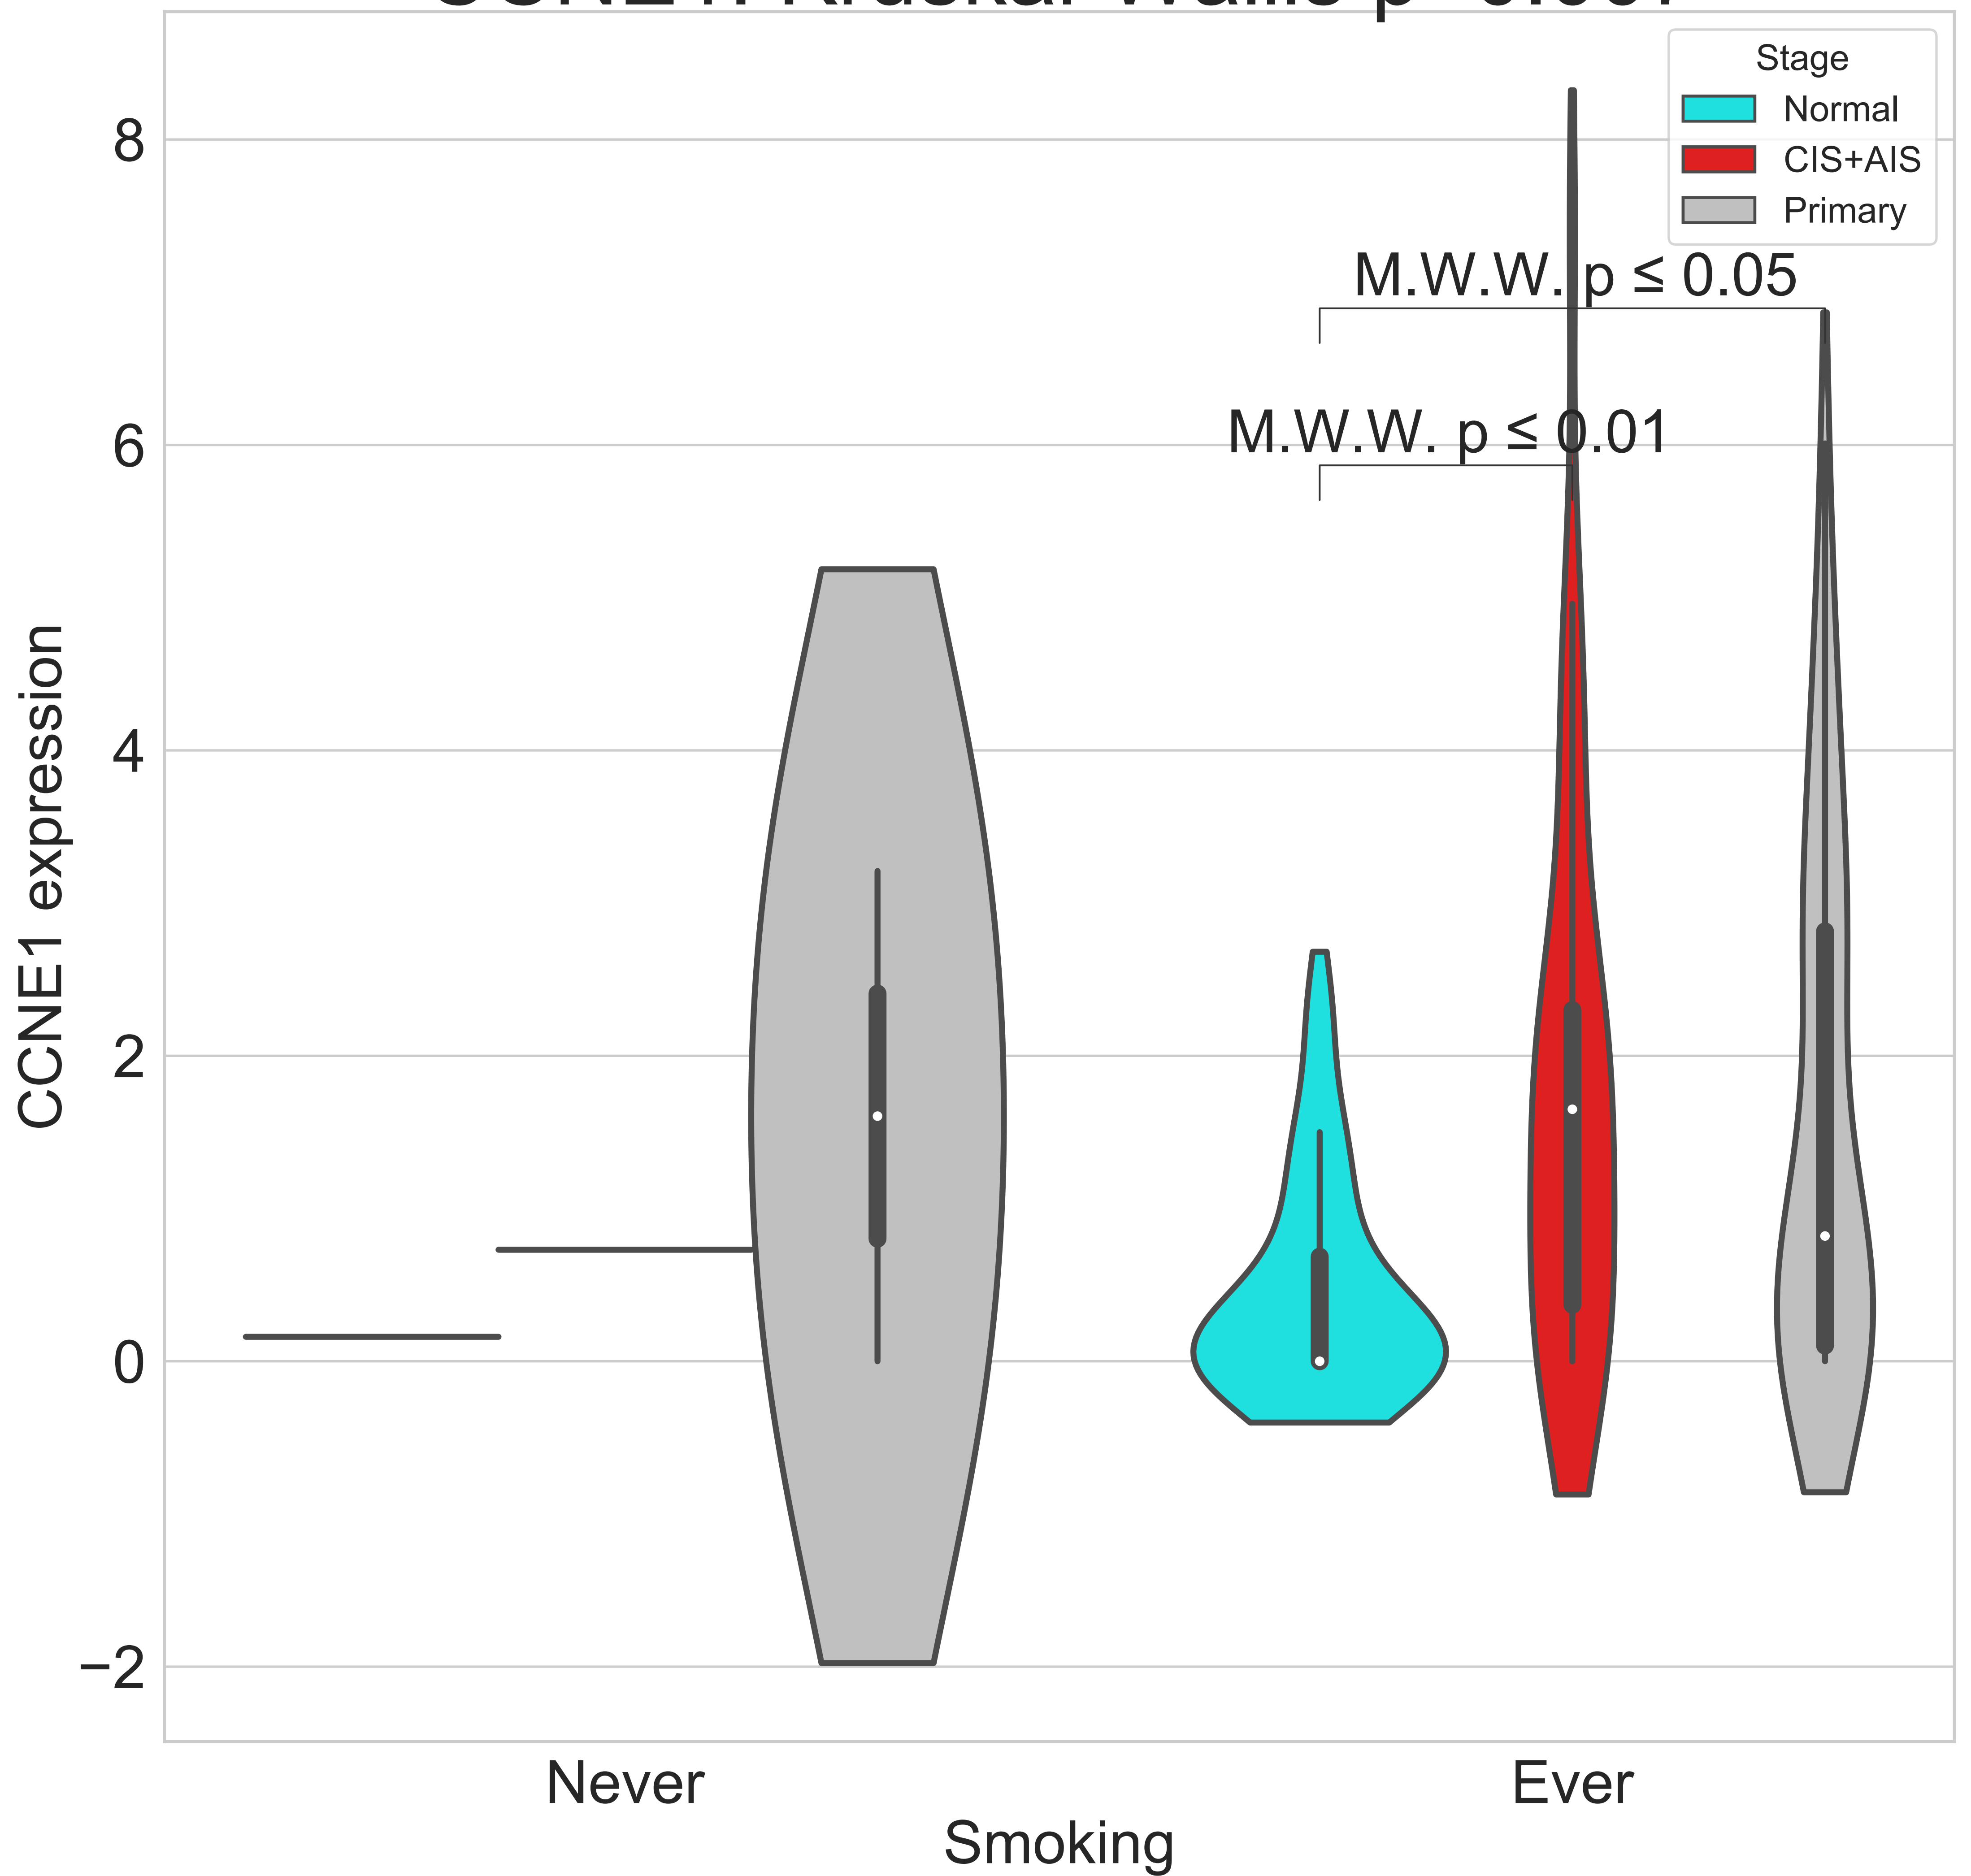 Stage
Normal
CIS+AIS
Primary
M.W.W. p ≤ 0.05
M.W.W. p ≤ 0.01
8
6
4
2
0
−2
CCNE1 expression
Never
Ever
Smoking